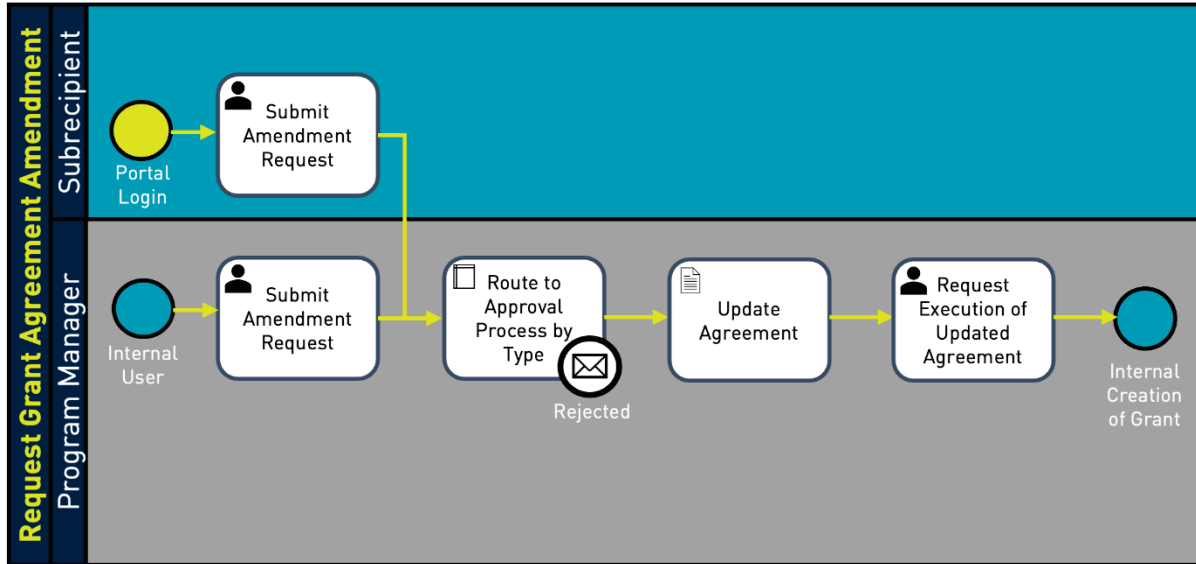 Request Grant Agreement Amendment
Subrecipient
Portal
Login
Submit
Amendment
Request
Program Manager
Internal
User
Submit
Amendment
Request
Route to
Approval
Process by
Type
Rejected
Update
Agreement
Request
Execution of
Updated
Agreement
Internal
Creation
of Grant